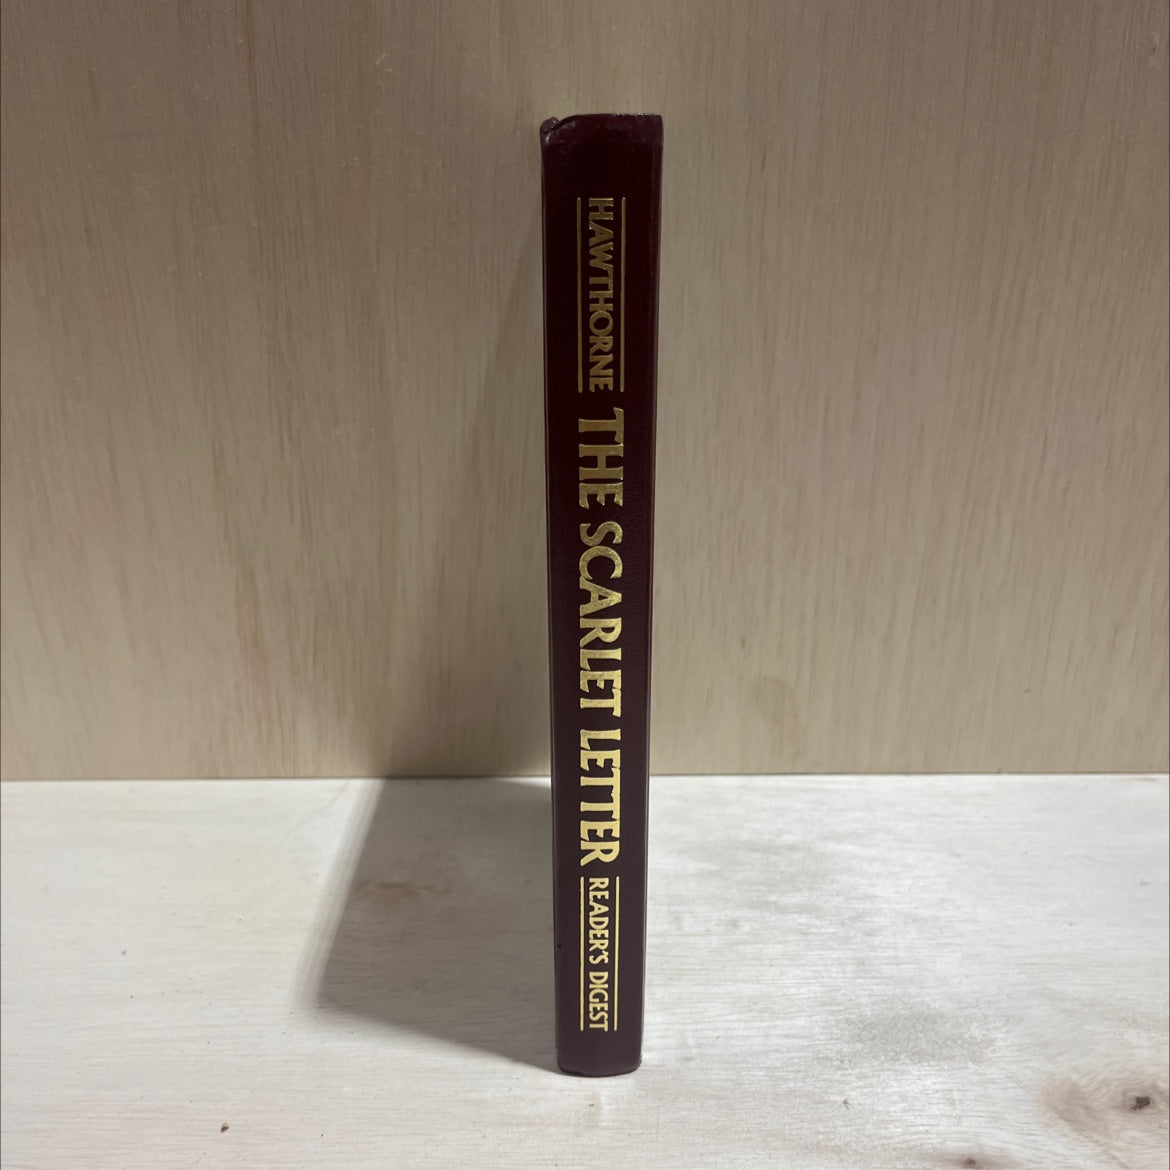 HAWTHORNE
THE SCARLET LETTER
READER'S DIGEST